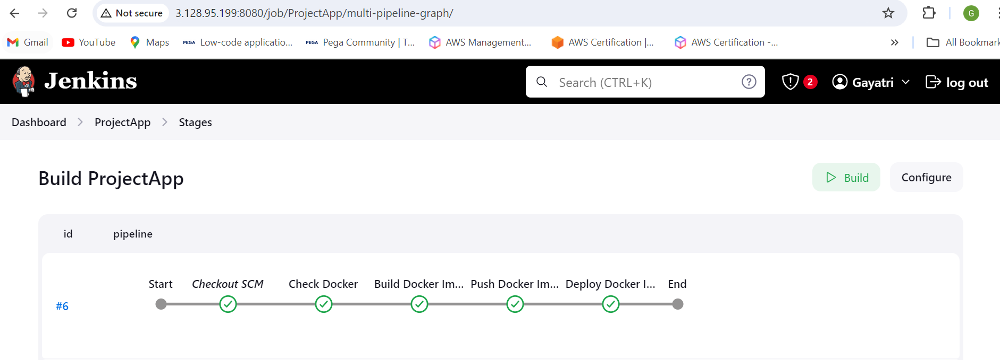 Not secure 3.128.95.199:8080/job/ProjectApp/multi-pipeline-graph/ G
Gmail YouTube Maps PEGA Low-code applicatio... PEGA Pega Community | T... AWS Management... AWS Certification |... AWS Certification -... » All Bookmark
Jenkins Search (CTRL+K) ? 2 Gayatri log out
Dashboard > ProjectApp > Stages
Build ProjectApp Build Configure
id pipeline
Start Checkout SCM Check Docker Build Docker Im... Push Docker Im... Deploy Docker I... End
#6